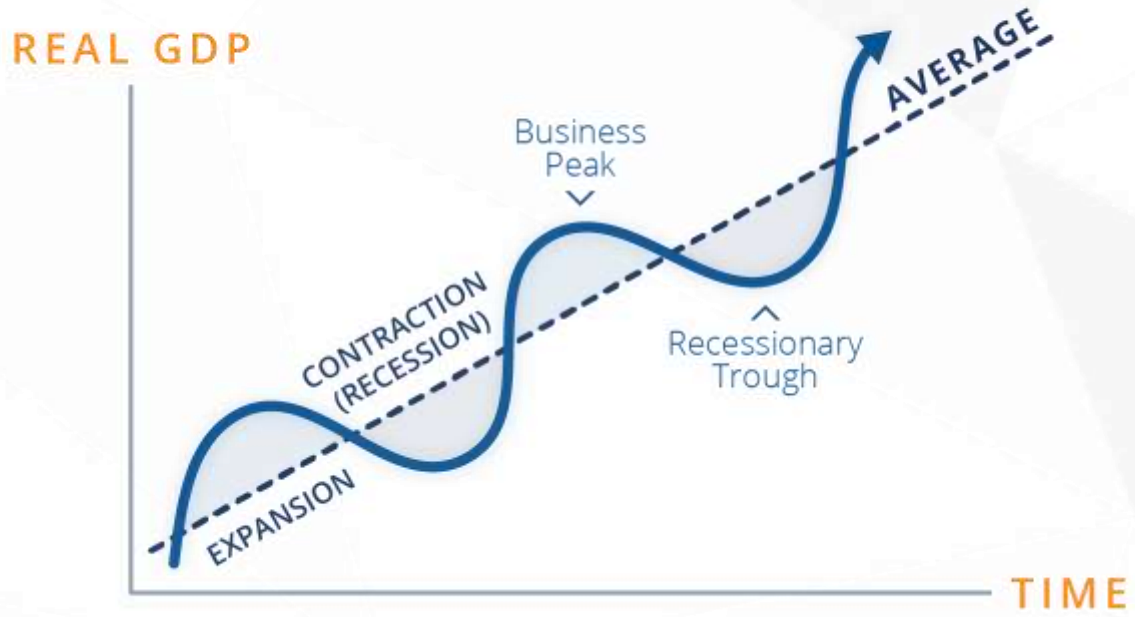 REAL GDP
AVERAGE
Business
Peak
CONTRACTION
(RECESSION)
Recessionary
Trough
EXPANSION
TIME